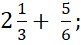 2 1/3 + 5/6;